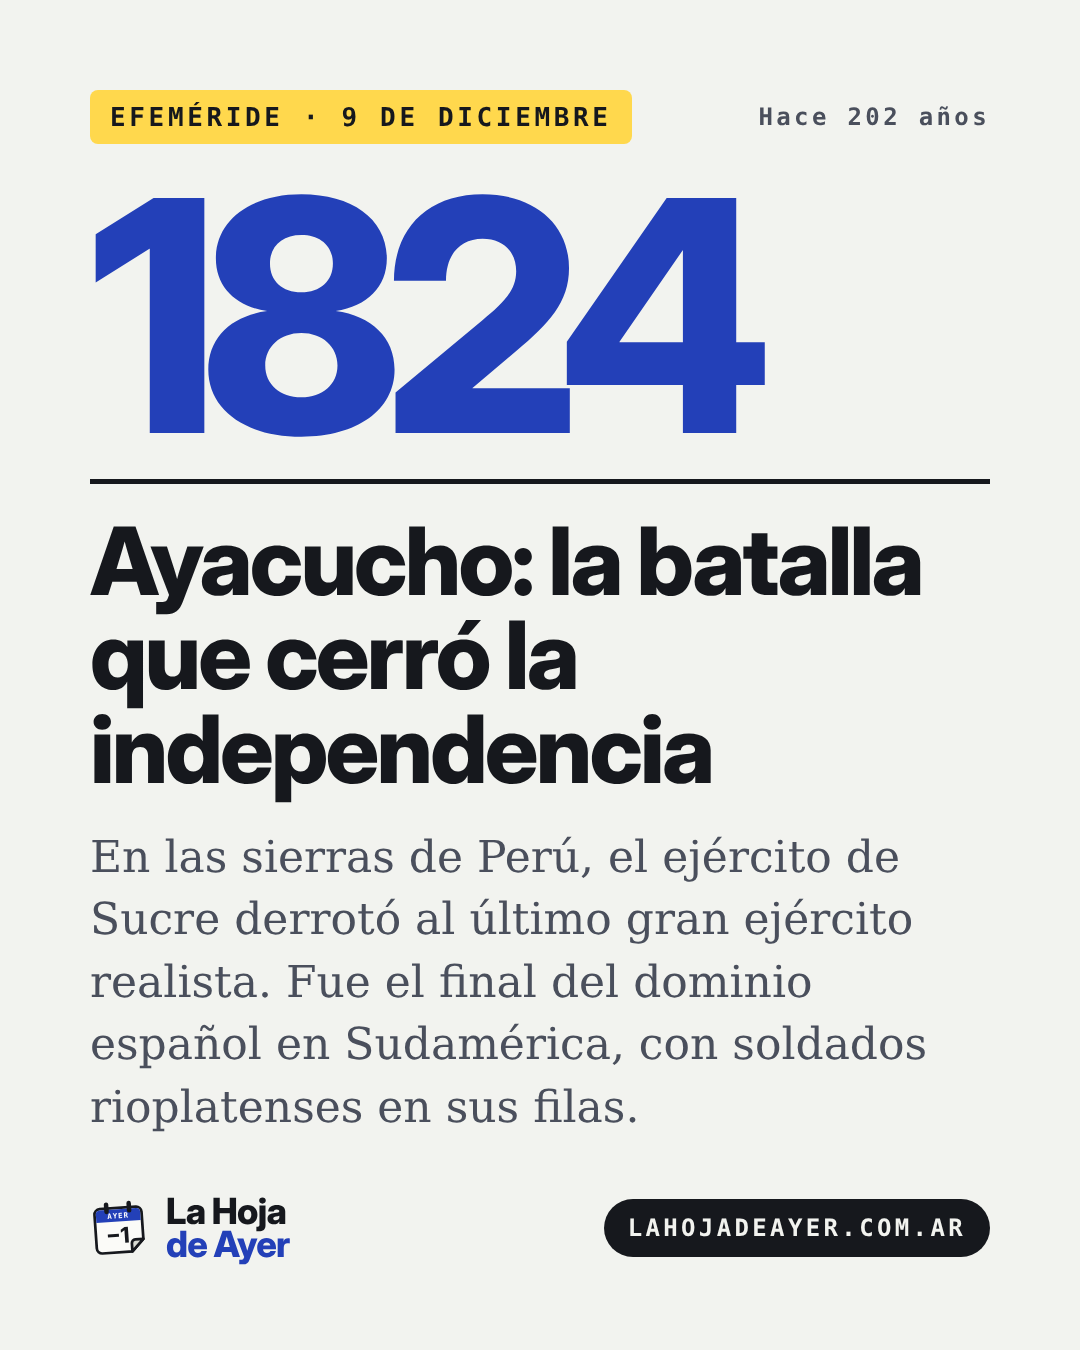 EFEMÉRIDE · 9 DE DICIEMBRE
Hace 202 años
1824
Ayacucho: la batalla
que cerró la
independencia
En las sierras de Perú, el ejército de
Sucre derrotó al último gran ejército
realista. Fue el final del dominio
español en Sudamérica, con soldados
rioplatenses en sus filas.
AYER
−1
La Hoja
de Ayer
LAHOJADEAYER.COM.AR